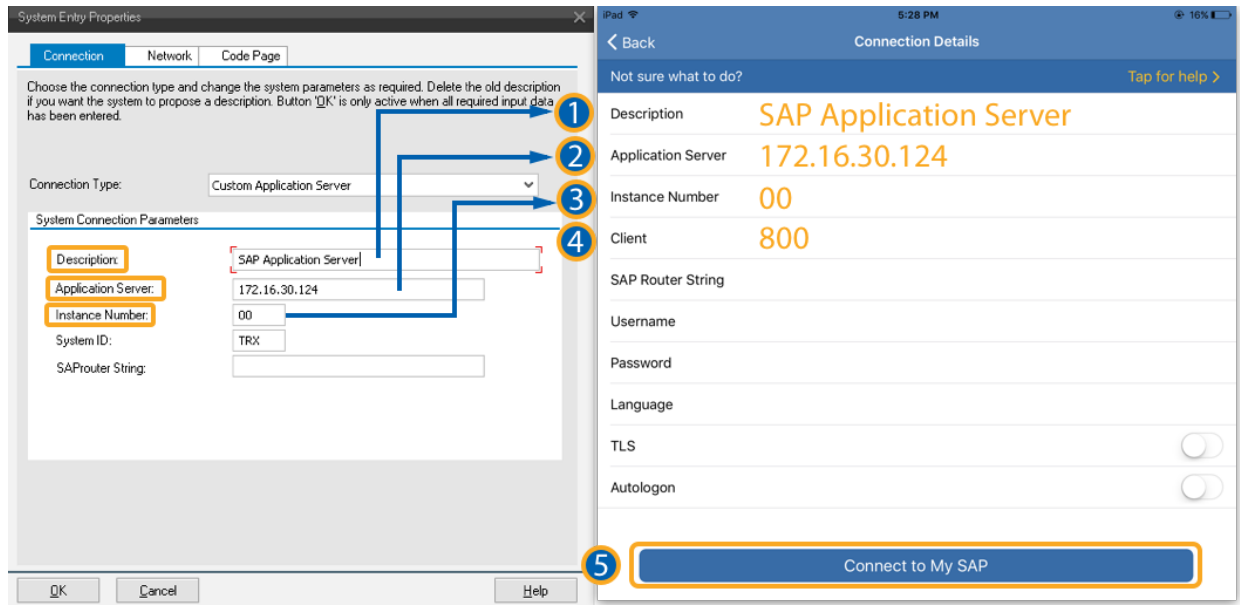 System Entry Properties
Connection
Network
Code Page
Choose the connection type and change the system parameters as required. Delete the old description
if you want the system to propose a description. Button 'OK' is only active when all required input data
has been entered.
Connection Type:
Custom Application Server
System Connection Parameters
Description:
SAP Application Server
Application Server:
172.16.30.124
Instance Number:
00
System ID:
TRX
SAProuter String:
OK
Cancel
Help
1
2
3
4
5
iPad
5:28 PM
16%
Back
Connection Details
Not sure what to do?
Tap for help >
Description
SAP Application Server
Application Server
172.16.30.124
Instance Number
00
Client
800
SAP Router String
Username
Password
Language
TLS
Autologon
Connect to My SAP